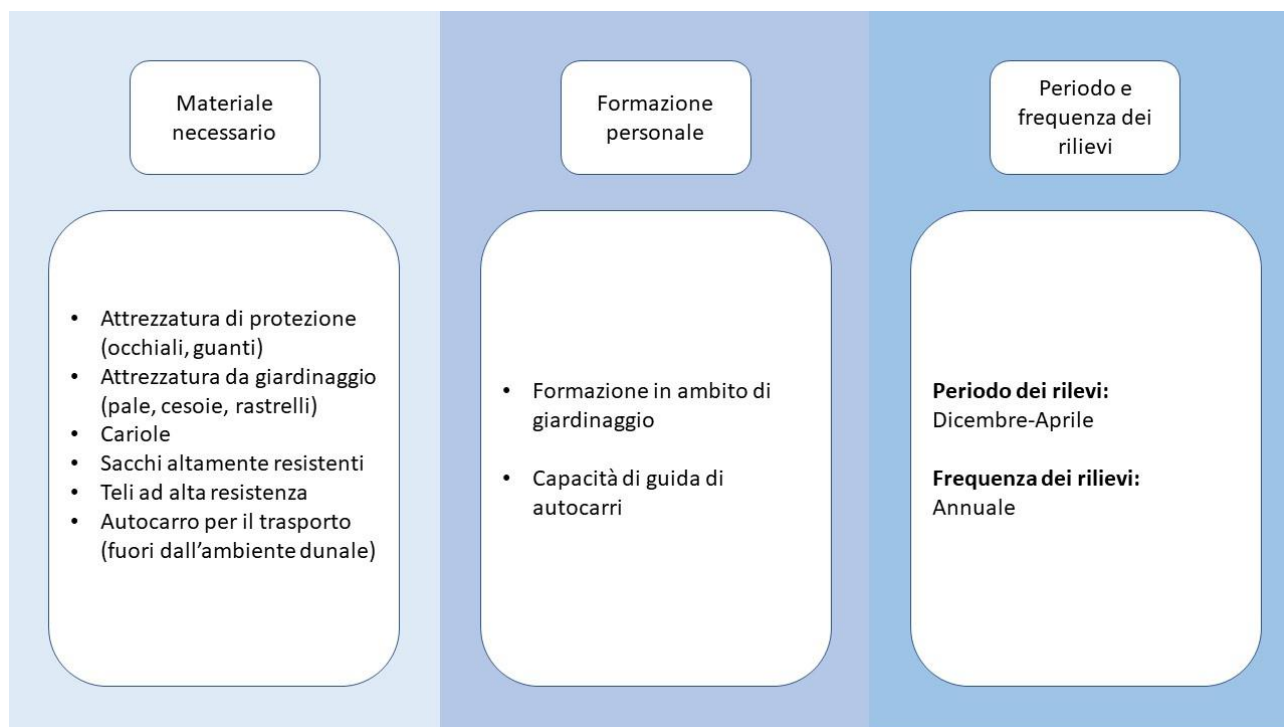 Materiale
necessario
Formazione
personale
Periodo e
frequenza dei
rilievi
• Attrezzatura di protezione
(occhiali, guanti)
• Attrezzatura da giardinaggio
(pale, cesoie, rastrelli)
• Cariole
• Sacchi altamente resistenti
• Teli ad alta resistenza
• Autocarro per il trasporto
(fuori dall’ambiente dunale)
• Formazione in ambito di
giardinaggio
• Capacità di guida di
autocarri
Periodo dei rilevi:
Dicembre-Aprile
Frequenza dei rilievi:
Annuale